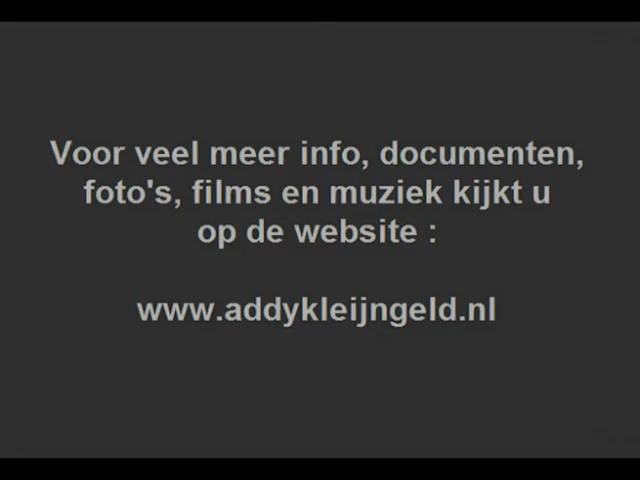 Voor veel meer info, documenten,
foto's, films en muziek kijkt u
op de website :
www.addykleijngeld.nl